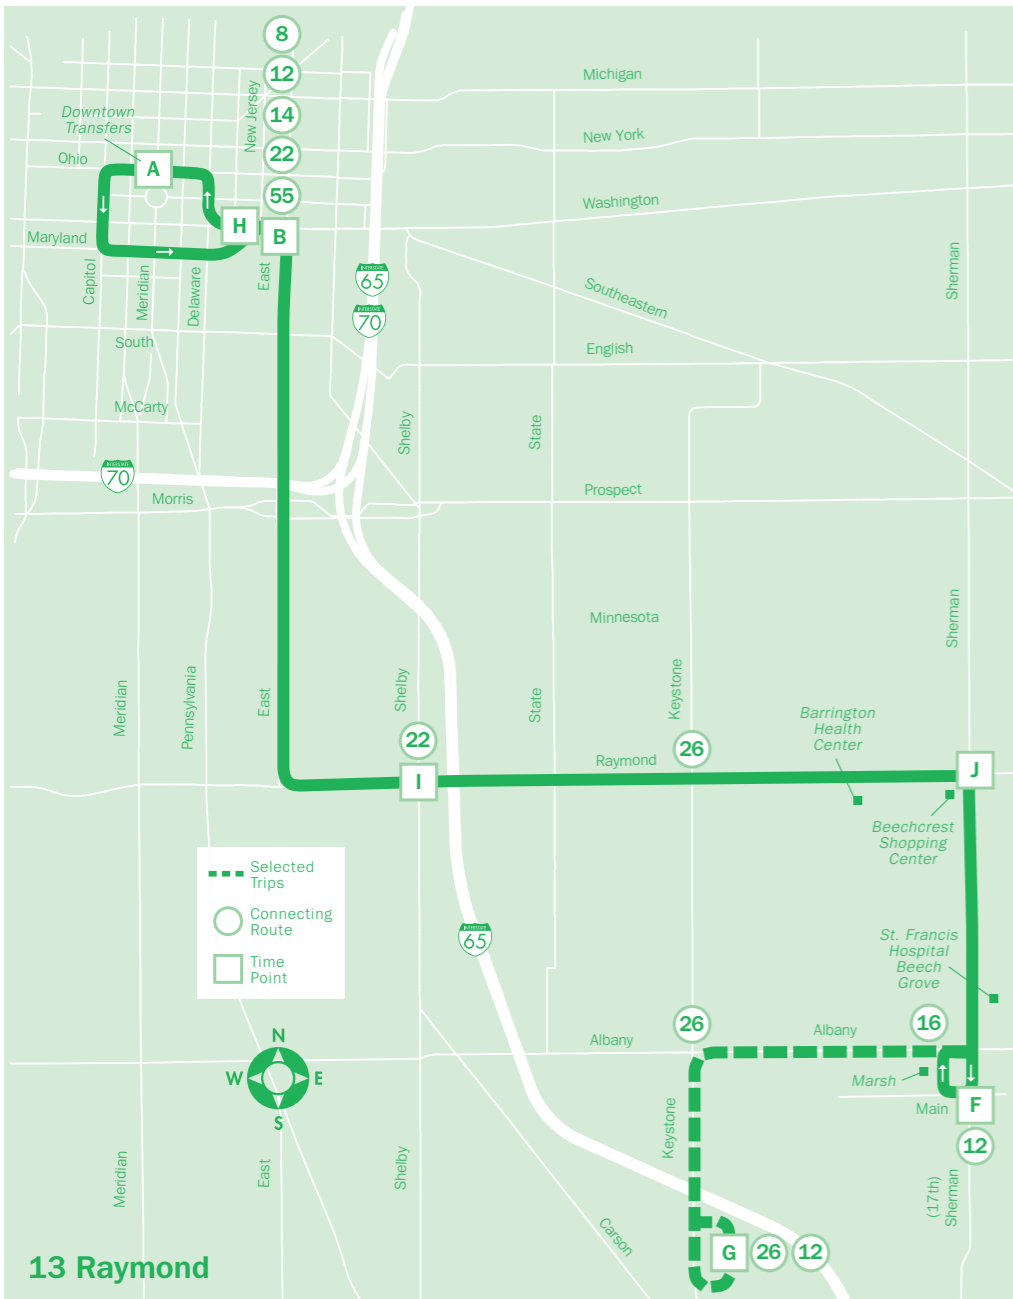 8
12
Michigan
New Jersey
14
Downtown
Transfers
New York
Ohio
22
A
55
Washington
H
B
Maryland
Capitol
Meridian
Delaware
East
INTERSTATE
65
Sherman
Southeastern
INTERSTATE
70
South
English
McCarty
Shelby
State
INTERSTATE
70
Morris
Prospect
Minnesota
Sherman
Meridian
Pennsylvania
East
Shelby
State
Keystone
Barrington
Health
Center
22
26
Raymond
I
J
Beechcrest
Shopping
Center
Selected
Trips
Connecting
Route
Time
Point
INTERSTATE
65
St. Francis
Hospital
Beech
Grove
26
16
Albany
Albany
N
W
E
S
Marsh
Main
F
Keystone
12
Meridian
East
Shelby
(17th)
Sherman
Carson
G
26
12
13 Raymond